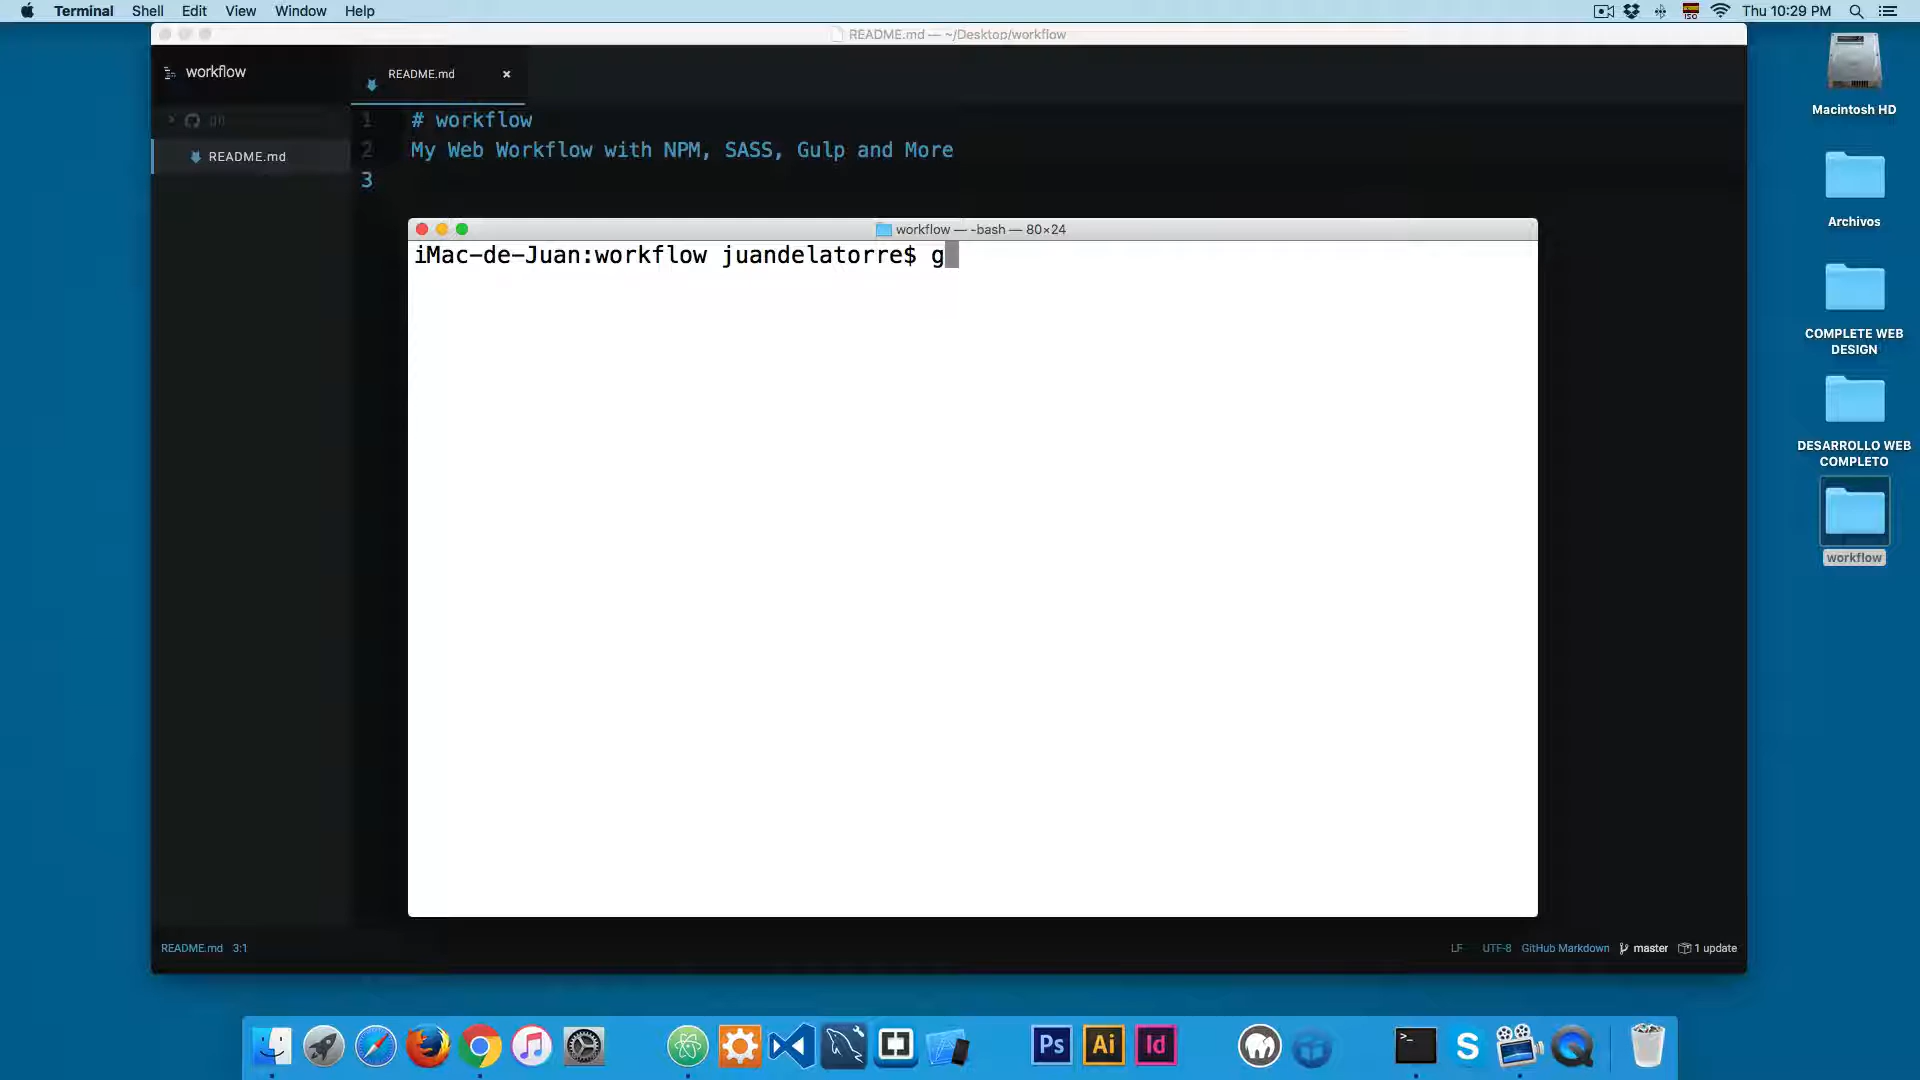 Terminal Shell Edit View Window Help
ISO
Thu 10:29 PM
README.md — ~/Desktop/workflow
workflow
README.md
.git
README.md
1 # workflow
2 My Web Workflow with NPM, SASS, Gulp and More
3
workflow — -bash — 80×24
iMac-de-Juan:workflow juandelatorre$ g
Macintosh HD
Archivos
COMPLETE WEB
DESIGN
DESARROLLO WEB
COMPLETO
workflow
README.md 3:1
LF UTF-8 GitHub Markdown master 1 update
Ps Ai Id
>_
S